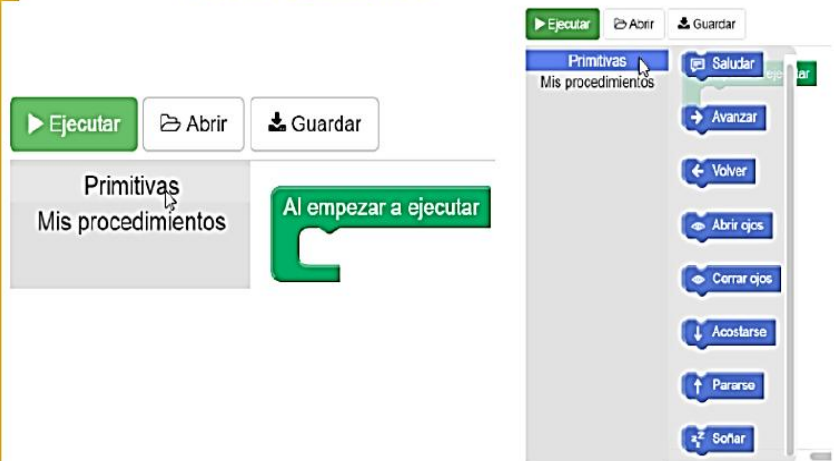 Ejecutar Abrir Guardar
Primitivas
Mis procedimientos
Al empezar a ejecutar
Ejecutar Abrir Guardar
Primitivas
Mis procedimientos
Saludar
Avanzar
Volver
Abrir ojos
Cerrar ojos
Acostarse
Pararse
Soñar